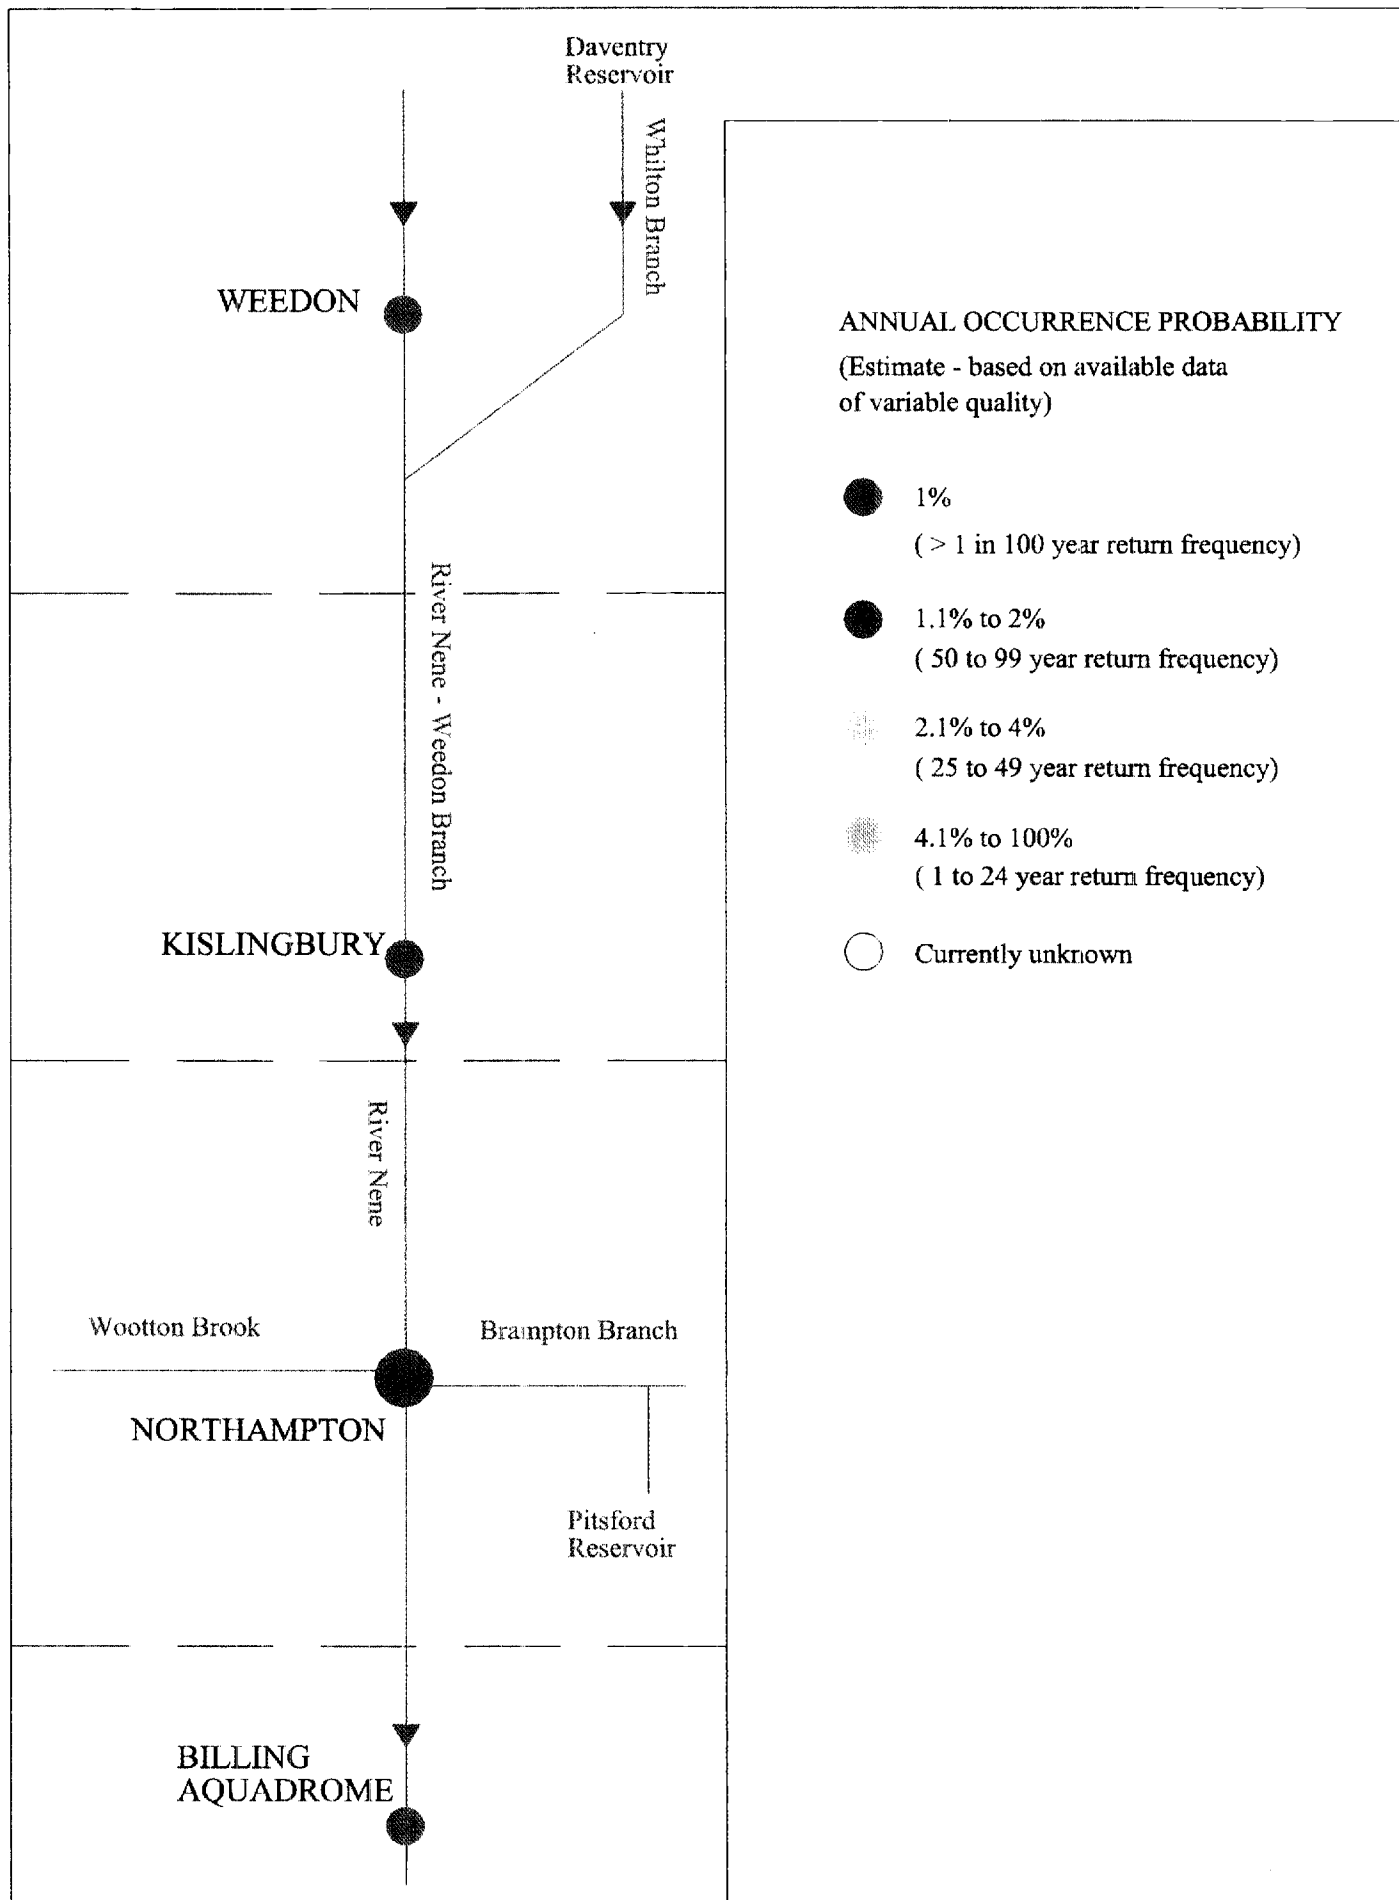 Daventry
Reservoir
Whilton Branch
WEEDON
River Nene - Weedon Branch
KISLINGBURY
River Nene
Wootton Brook
Brampton Branch
NORTHAMPTON
Pitsford
Reservoir
BILLING
AQUADROME
ANNUAL OCCURRENCE PROBABILITY
(Estimate - based on available data
of variable quality)
1%
( > 1 in 100 year return frequency)
1.1% to 2%
( 50 to 99 year return frequency)
2.1% to 4%
( 25 to 49 year return frequency)
4.1% to 100%
( 1 to 24 year return frequency)
Currently unknown